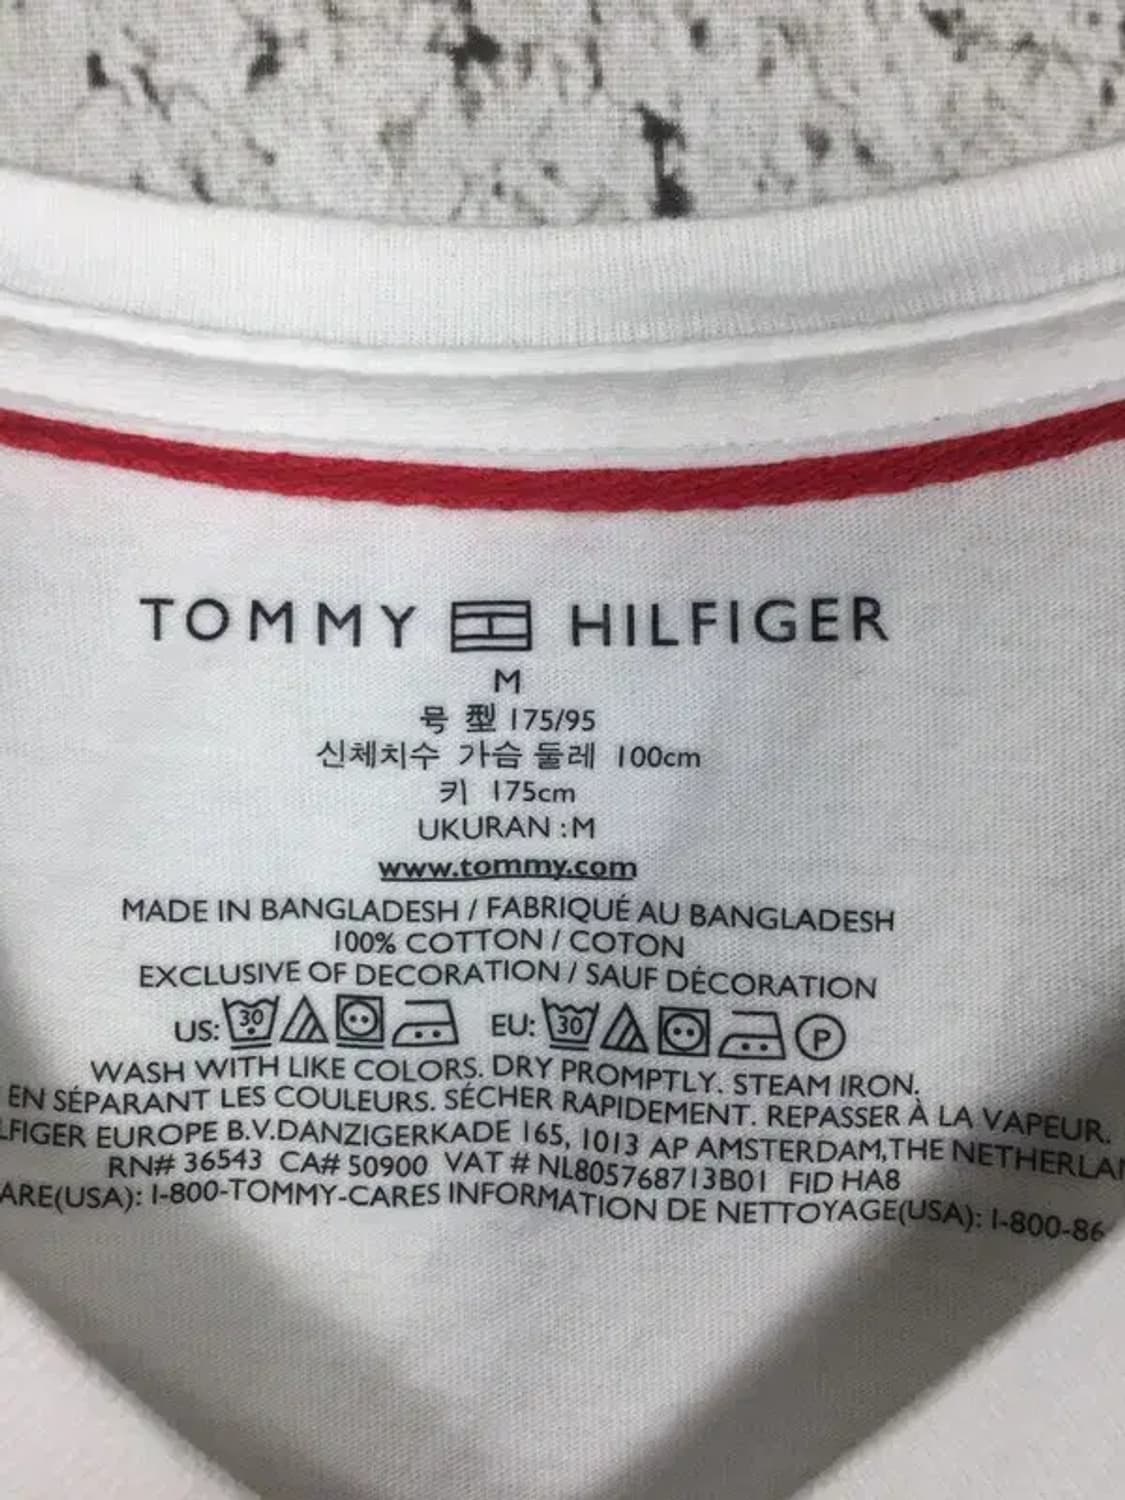 TOMMY HILFIGER
M
号 型 175/95
신체치수 가슴 둘레 100cm
키 175cm
UKURAN : M
www.tommy.com
MADE IN BANGLADESH / FABRIQUÉ AU BANGLADESH
100% COTTON / COTON
EXCLUSIVE OF DECORATION / SAUF DÉCORATION
US: 30 EU: 30 P
WASH WITH LIKE COLORS. DRY PROMPTLY. STEAM IRON.
EN SÉPARANT LES COULEURS. SÉCHER RAPIDEMENT. REPASSER À LA VAPEUR.
LFIGER EUROPE B.V.DANZIGERKADE 165, 1013 AP AMSTERDAM,THE NETHERLA
RN# 36543 CA# 50900 VAT # NL805768713B01 FID HA8
ARE(USA): 1-800-TOMMY-CARES INFORMATION DE NETTOYAGE(USA): 1-800-86